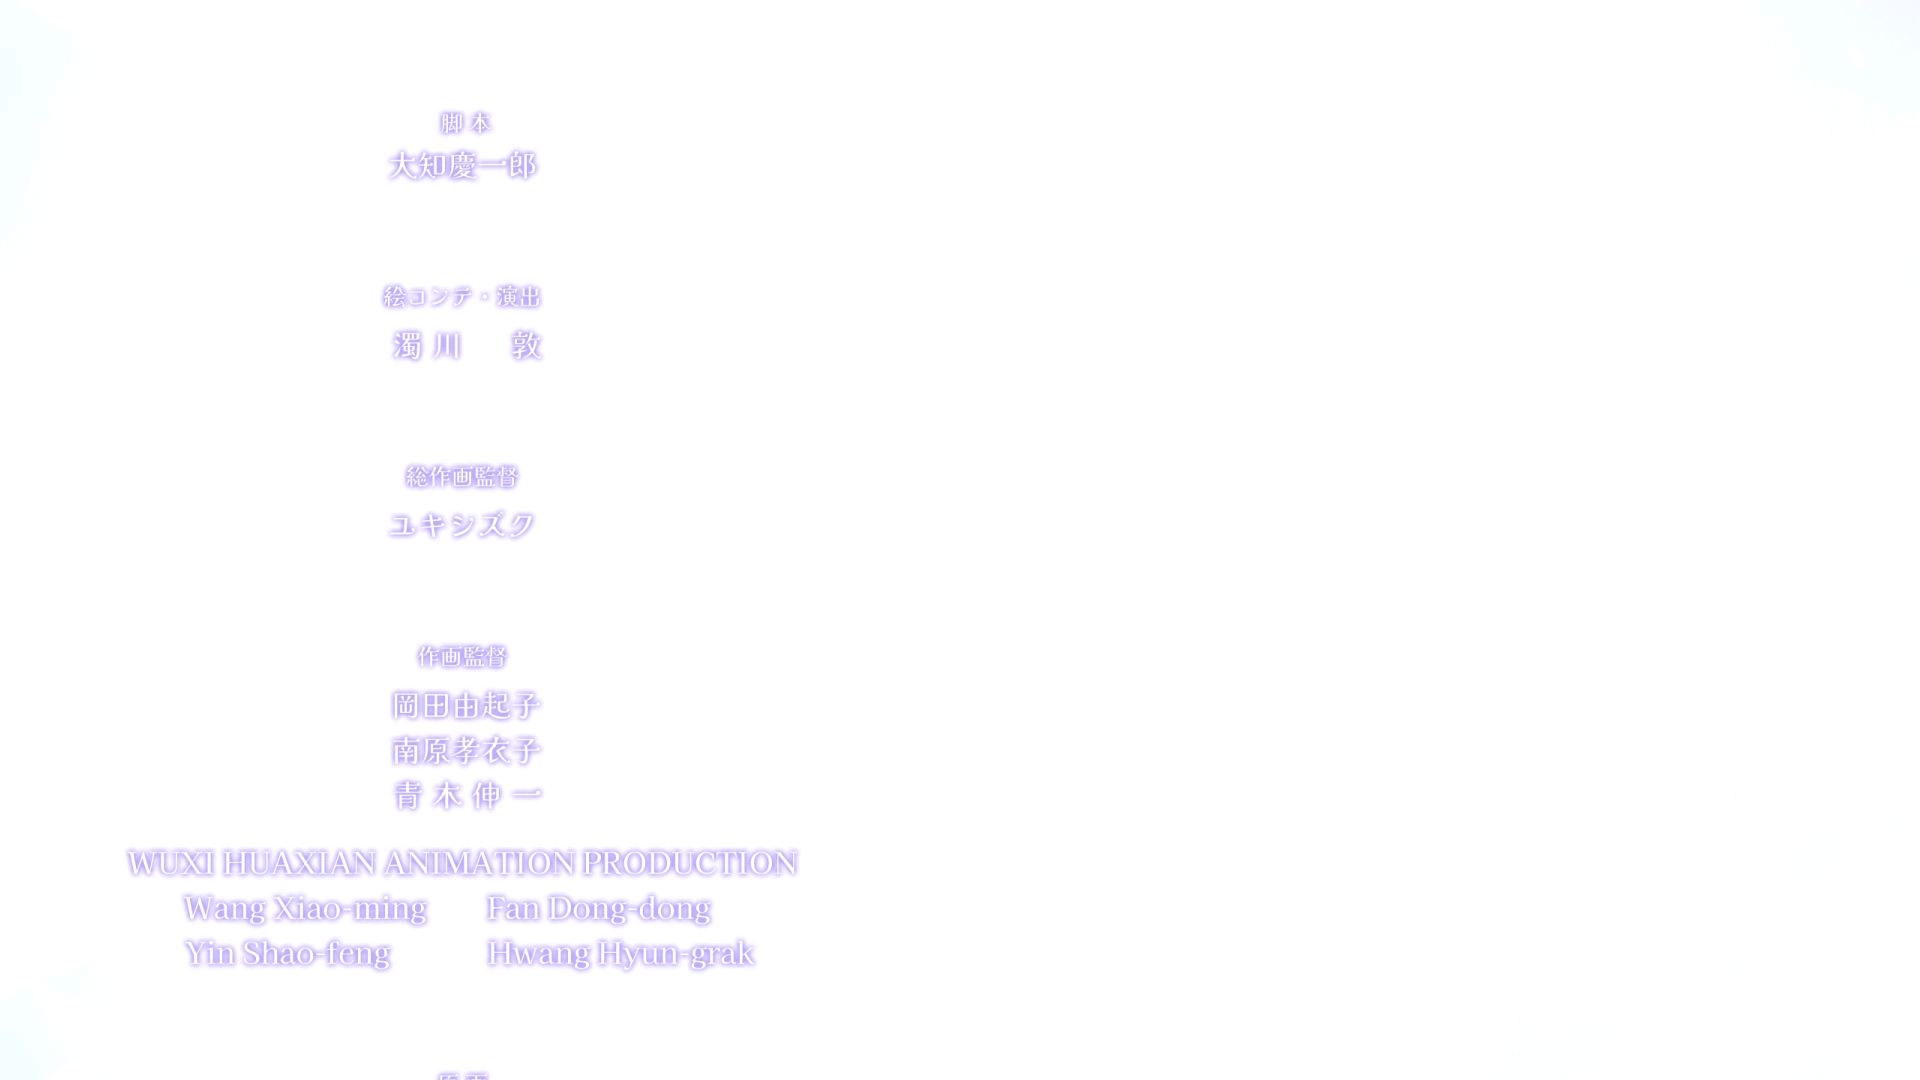 脚 本
大知慶一郎
絵コンテ・演出
濁 川　敦
総作画監督
ユキシズク
作画監督
岡田由起子
南原孝衣子
青 木 伸 一
WUXI HUAXIAN ANIMATION PRODUCTION
Wang Xiao-ming　Fan Dong-dong
Yin Shao-feng　Hwang Hyun-grak